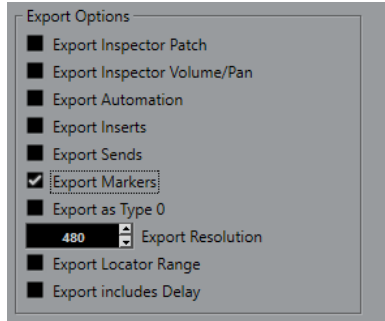 Export Options
Export Inspector Patch
Export Inspector Volume/Pan
Export Automation
Export Inserts
Export Sends
Export Markers
Export as Type 0
480 Export Resolution
Export Locator Range
Export includes Delay